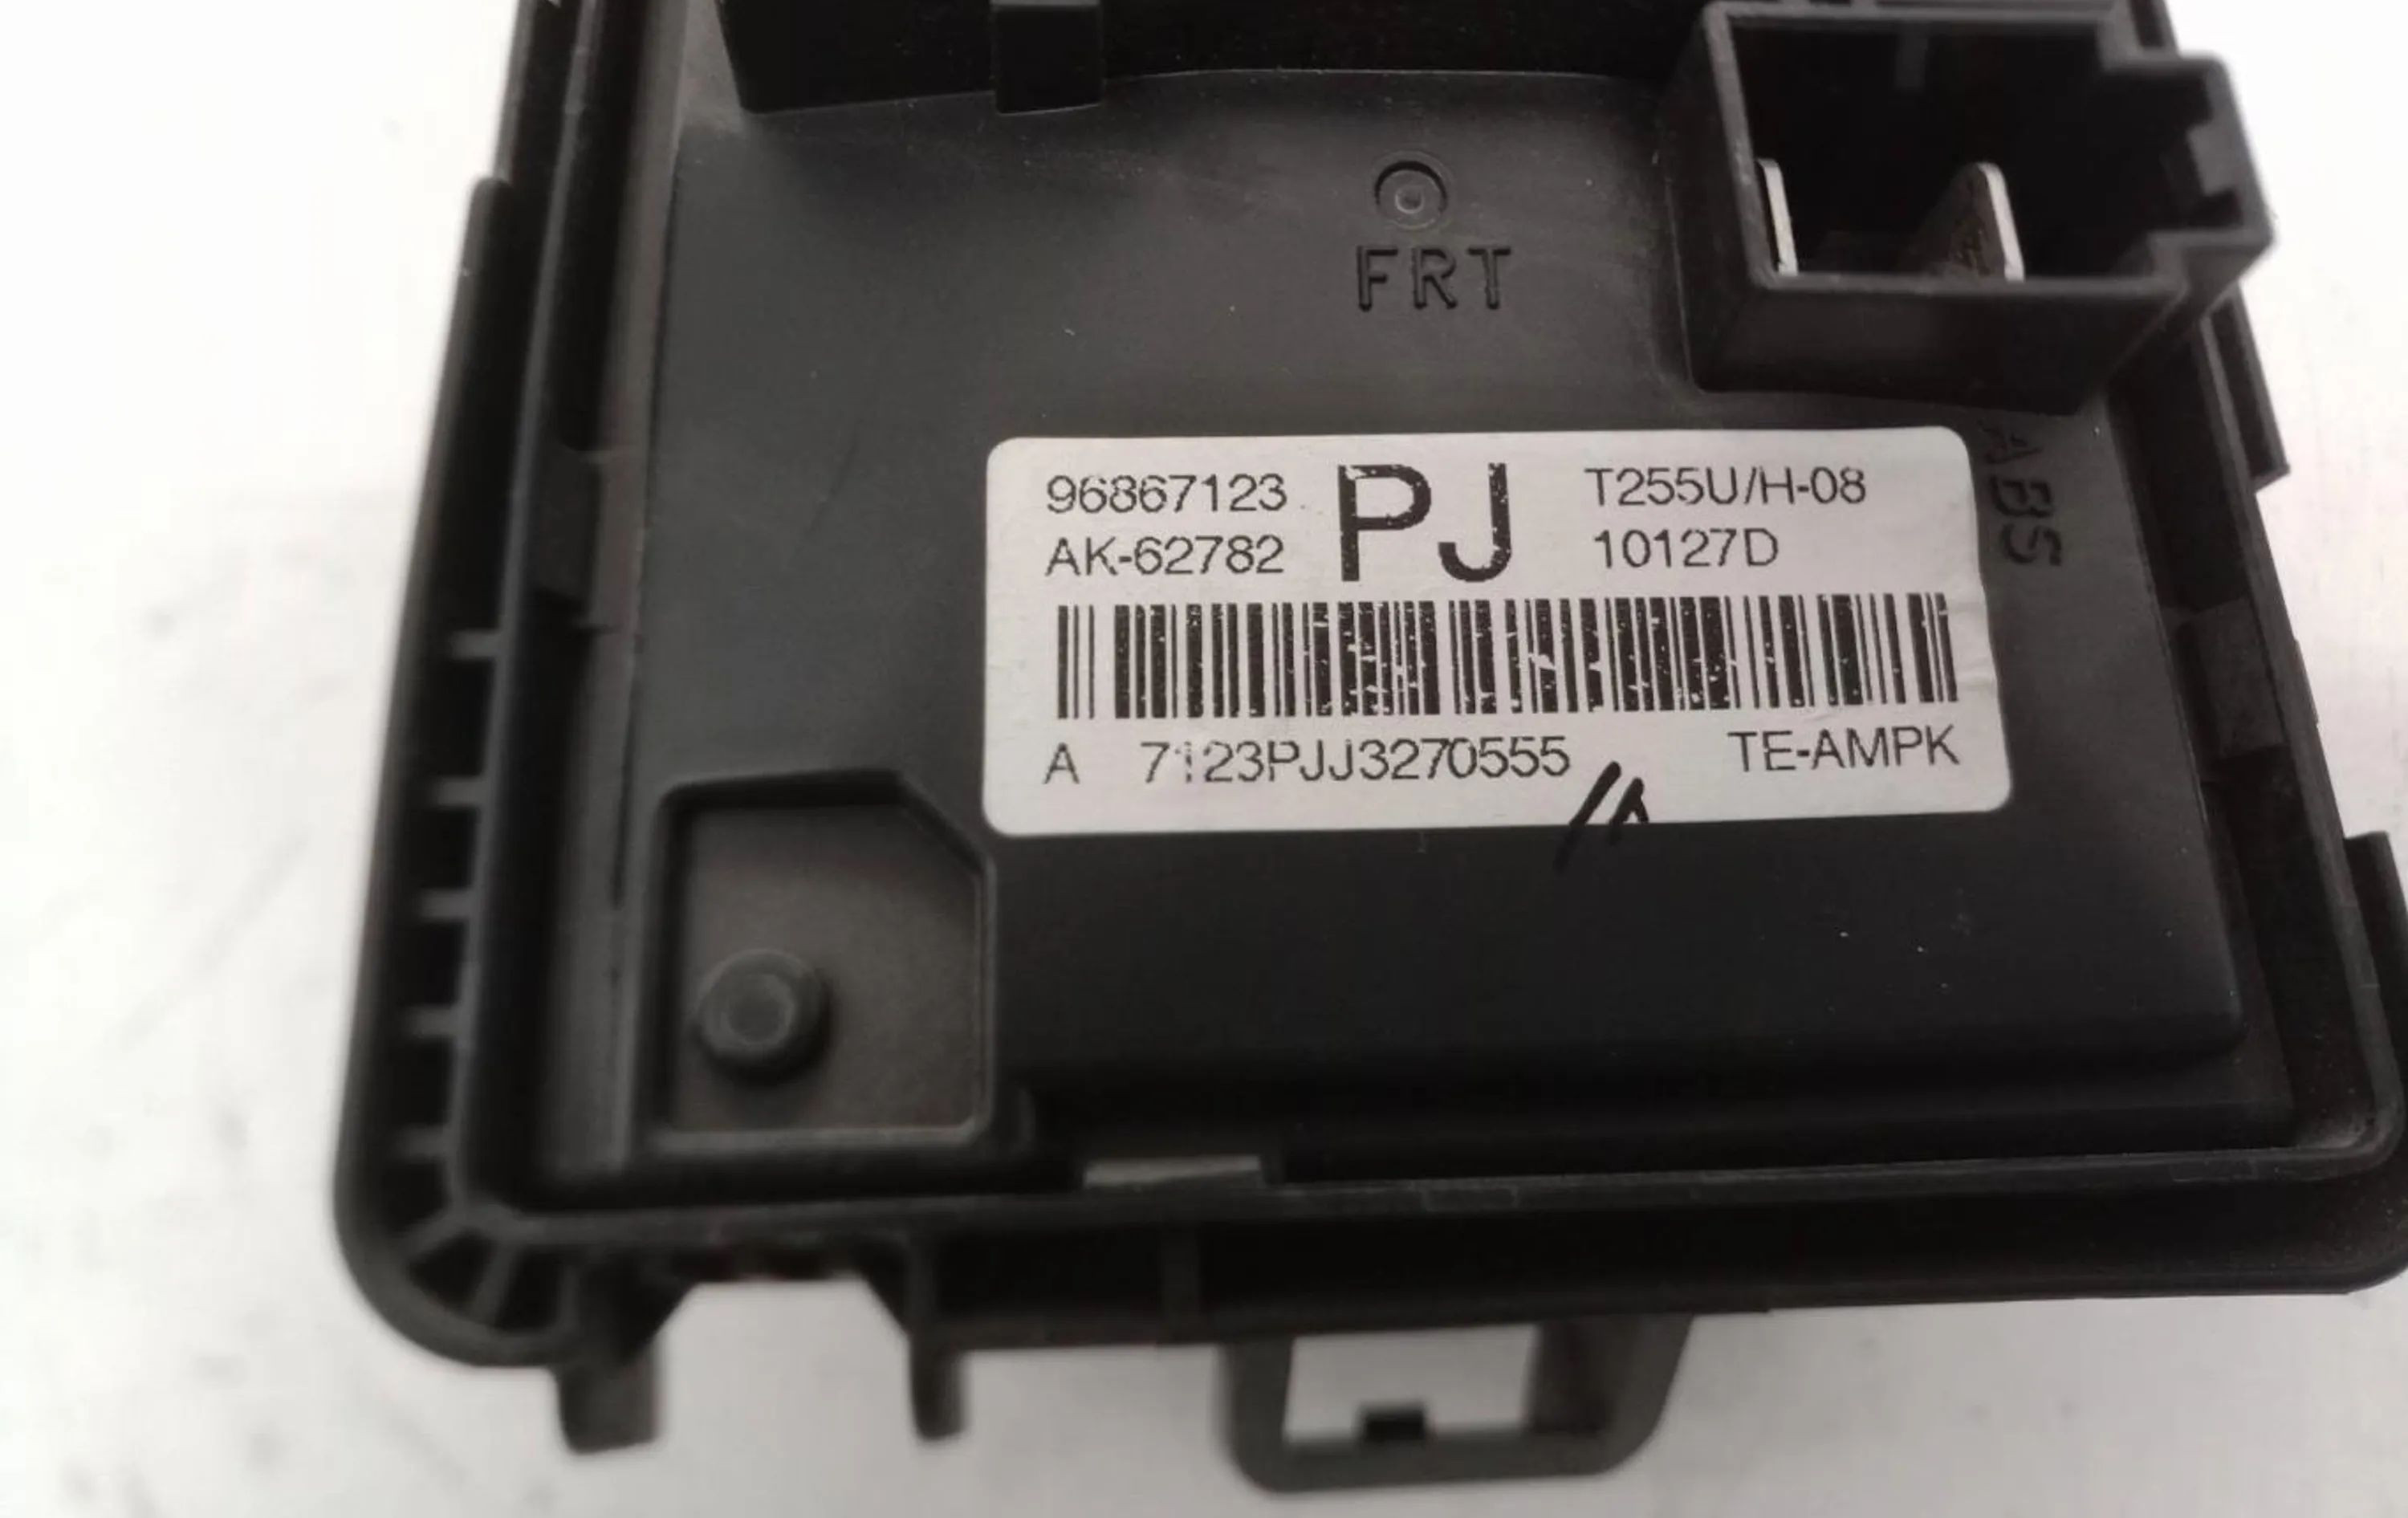 FRT
96867123 PJ T255U/H-08
AK-62782 10127D
A 7123PJJ3270555 TE-AMPK
ABS